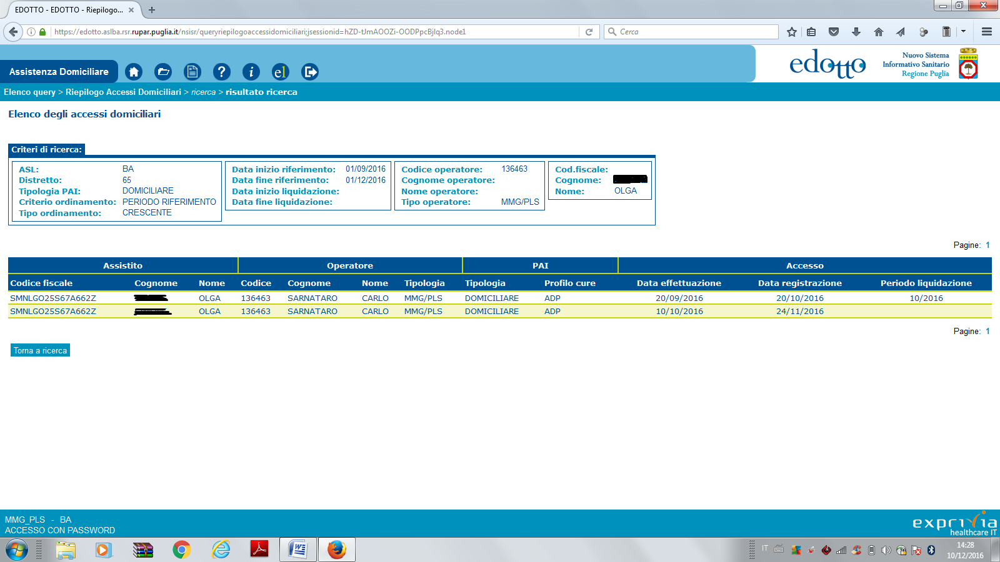 EDOTTO - EDOTTO - Riepilogo...
https://edotto.aslba.rsr.rupar.puglia.it/nsisr/queryriepilogoaccessidomiciliari;jsessionid=hZD-tJmAOOZi-OODPpcBjlq3.node1
Cerca
Assistenza Domiciliare
? i el
edotto
Nuovo Sistema
Informativo Sanitario
Regione Puglia
Elenco query > Riepilogo Accessi Domiciliari > ricerca > risultato ricerca
Elenco degli accessi domiciliari
Criteri di ricerca:
ASL: BA Data inizio riferimento: 01/09/2016 Codice operatore: 136463 Cod.fiscale:
Distretto: 65 Data fine riferimento: 01/12/2016 Cognome operatore: Cognome:
Tipologia PAI: DOMICILIARE Data inizio liquidazione: Nome operatore: Nome: OLGA
Criterio ordinamento: PERIODO RIFERIMENTO Data fine liquidazione: Tipo operatore: MMG/PLS
Tipo ordinamento: CRESCENTE
Pagine: 1
Assistito Operatore PAI Accesso
Codice fiscale Cognome Nome Codice Cognome Nome Tipologia Tipologia Profilo cure Data effettuazione Data registrazione Periodo liquidazione
SMNLGO25S67A662Z OLGA 136463 SARNATARO CARLO MMG/PLS DOMICILIARE ADP 20/09/2016 20/10/2016 10/2016
SMNLGO25S67A662Z OLGA 136463 SARNATARO CARLO MMG/PLS DOMICILIARE ADP 10/10/2016 24/11/2016
Pagine: 1
Torna a ricerca
MMG_PLS - BA
ACCESSO CON PASSWORD
exprivia
healthcare IT
IT
14:28
10/12/2016